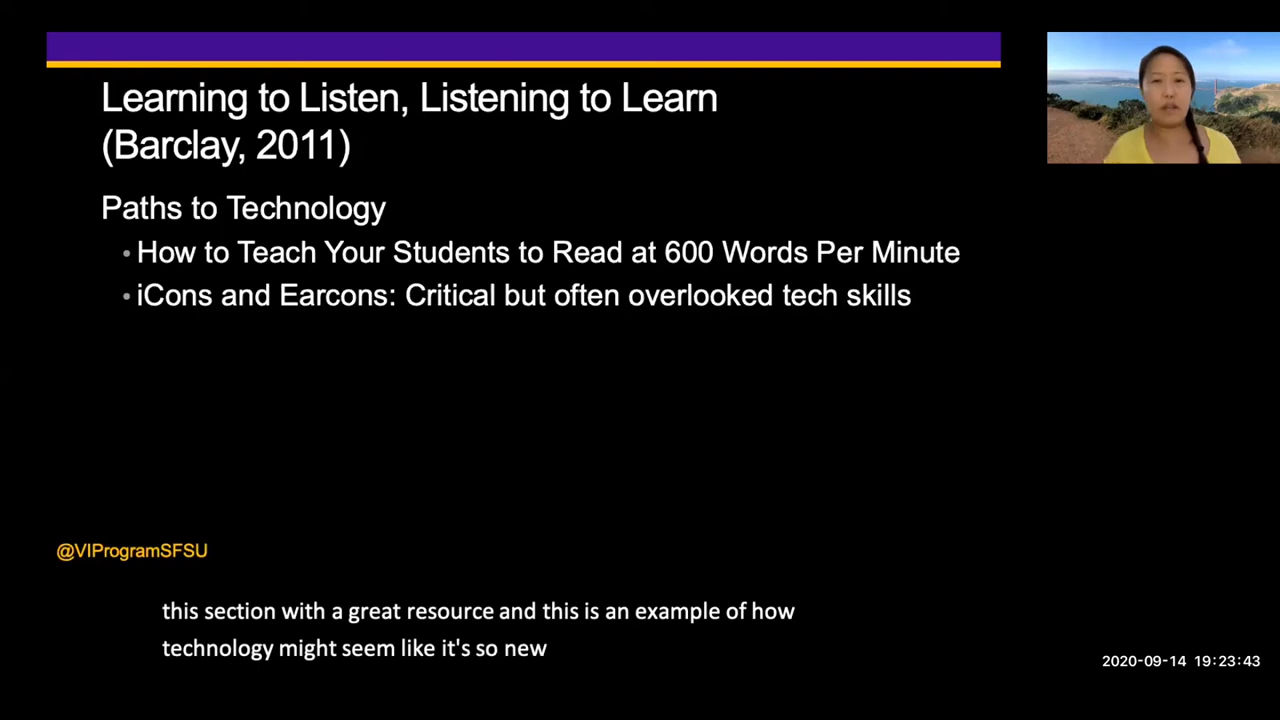 Learning to Listen, Listening to Learn
(Barclay, 2011)
Paths to Technology
• How to Teach Your Students to Read at 600 Words Per Minute
• iCons and Earcons: Critical but often overlooked tech skills
@VIProgramSFSU
this section with a great resource and this is an example of how
technology might seem like it's so new
2020-09-14 19:23:43